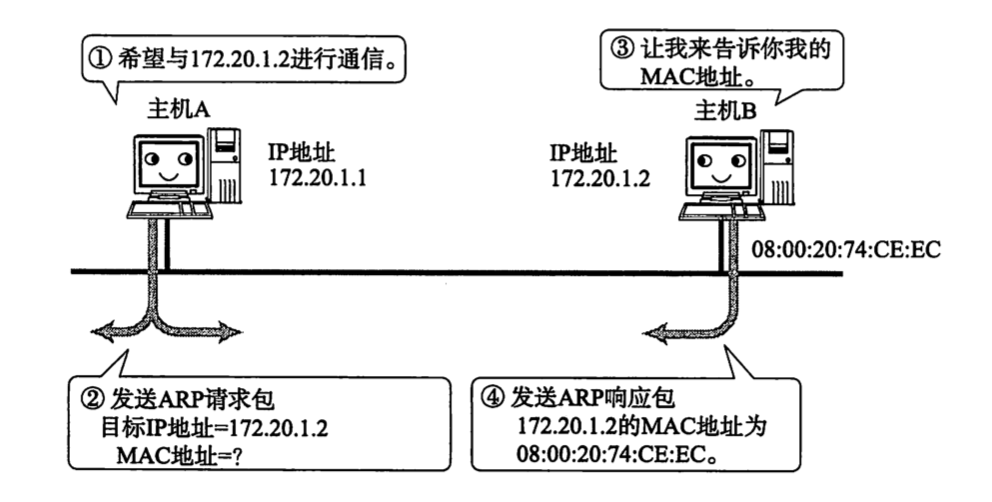 ① 希望与172.20.1.2进行通信。
③ 让我来告诉你我的
MAC地址。
主机A
主机B
IP地址
172.20.1.1
IP地址
172.20.1.2
08:00:20:74:CE:EC
② 发送ARP请求包
目标IP地址=172.20.1.2
MAC地址=?
④ 发送ARP响应包
172.20.1.2的MAC地址为
08:00:20:74:CE:EC。